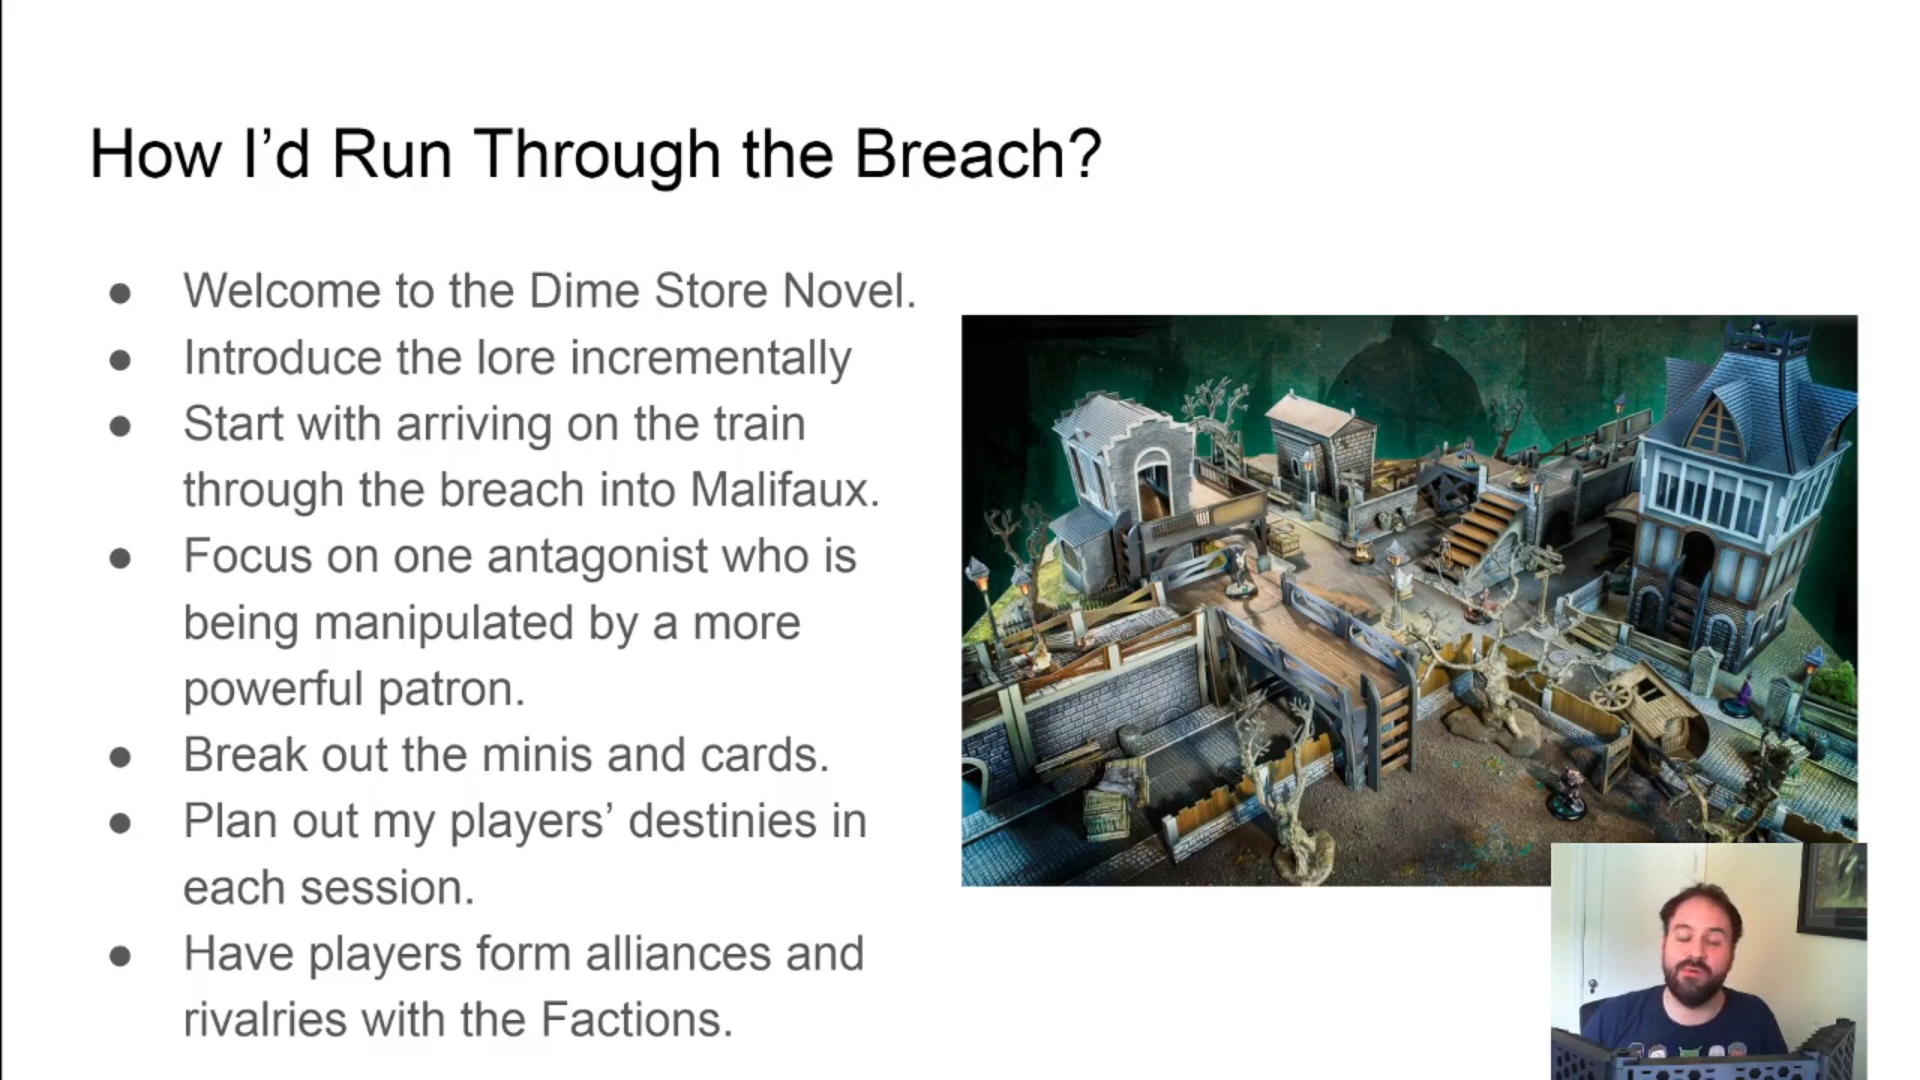 How I’d Run Through the Breach?
● Welcome to the Dime Store Novel.
● Introduce the lore incrementally
● Start with arriving on the train
through the breach into Malifaux.
● Focus on one antagonist who is
being manipulated by a more
powerful patron.
● Break out the minis and cards.
● Plan out my players’ destinies in
each session.
● Have players form alliances and
rivalries with the Factions.